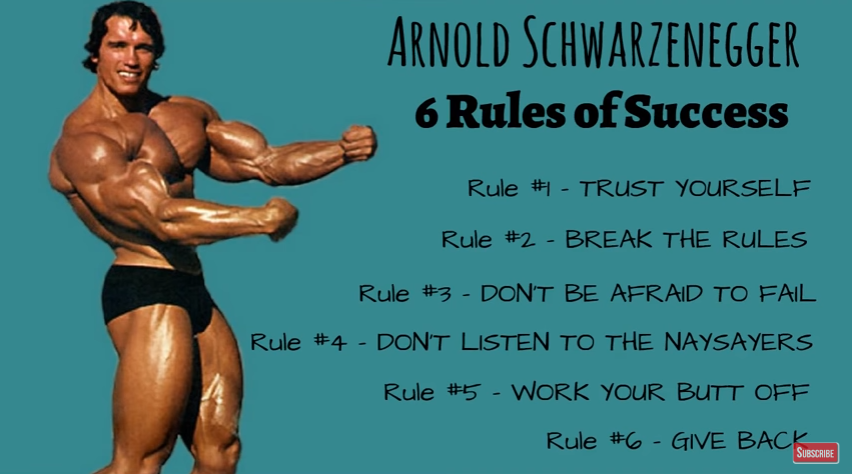 ARNOLD SCHWARZENEGGER
6 Rules of Success
Rule #1 - TRUST YOURSELF
Rule #2 - BREAK THE RULES
Rule #3 - DON'T BE AFRAID TO FAIL
Rule #4 - DON'T LISTEN TO THE NAYSAYERS
Rule #5 - WORK YOUR BUTT OFF
Rule #6 - GIVE BACK
SUBSCRIBE